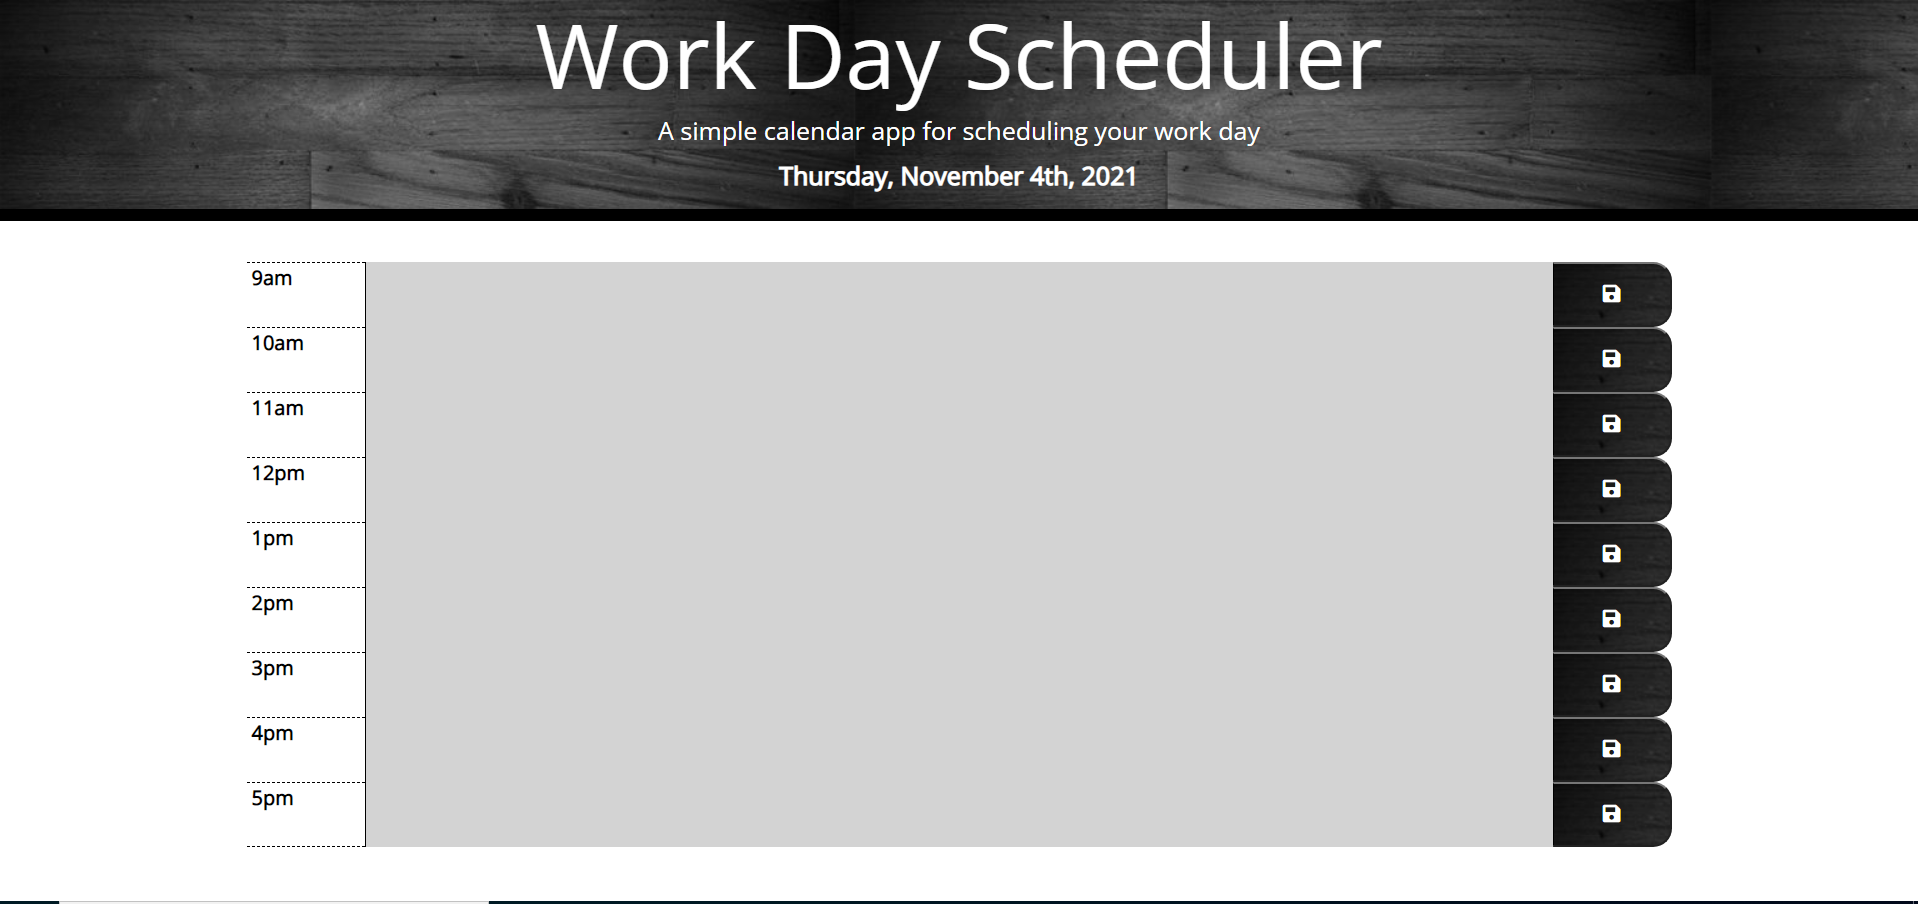 Work Day Scheduler
A simple calendar app for scheduling your work day
Thursday, November 4th, 2021
9am
10am
11am
12pm
1pm
2pm
3pm
4pm
5pm